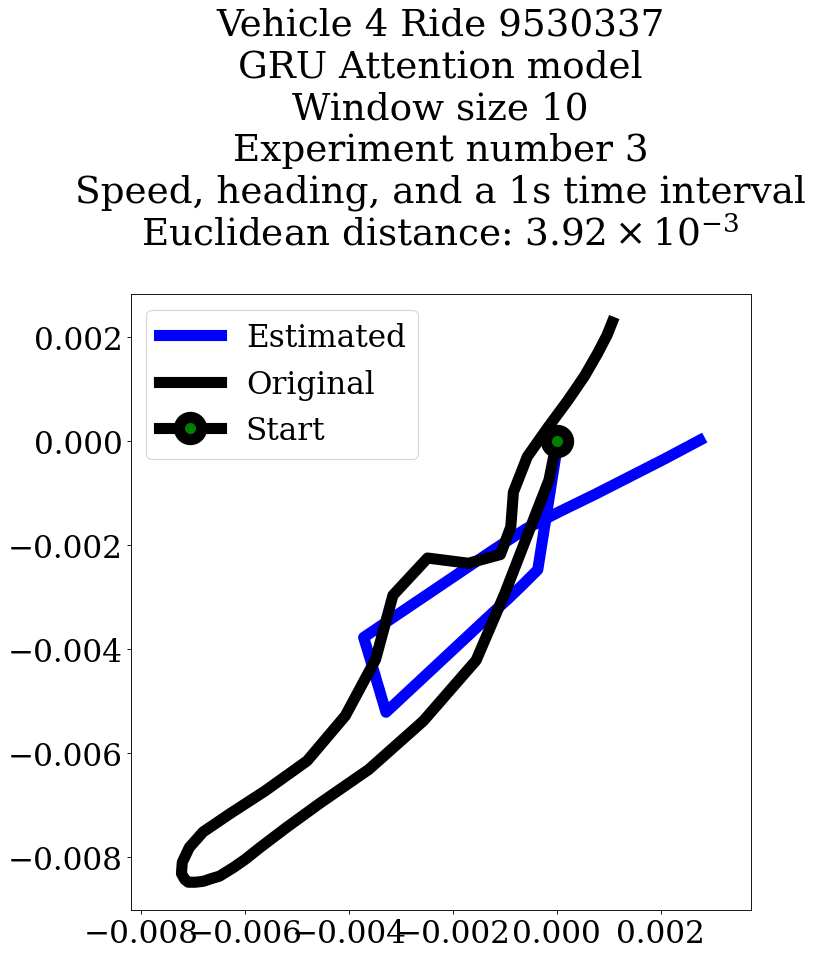 Vehicle 4 Ride 9530337
GRU Attention model
Window size 10
Experiment number 3
Speed, heading, and a 1s time interval
Euclidean distance: 3.92 × 10⁻³
Estimated
Original
Start
0.002
0.000
−0.002
−0.004
−0.006
−0.008
−0.008 −0.006 −0.004 −0.002 0.000 0.002